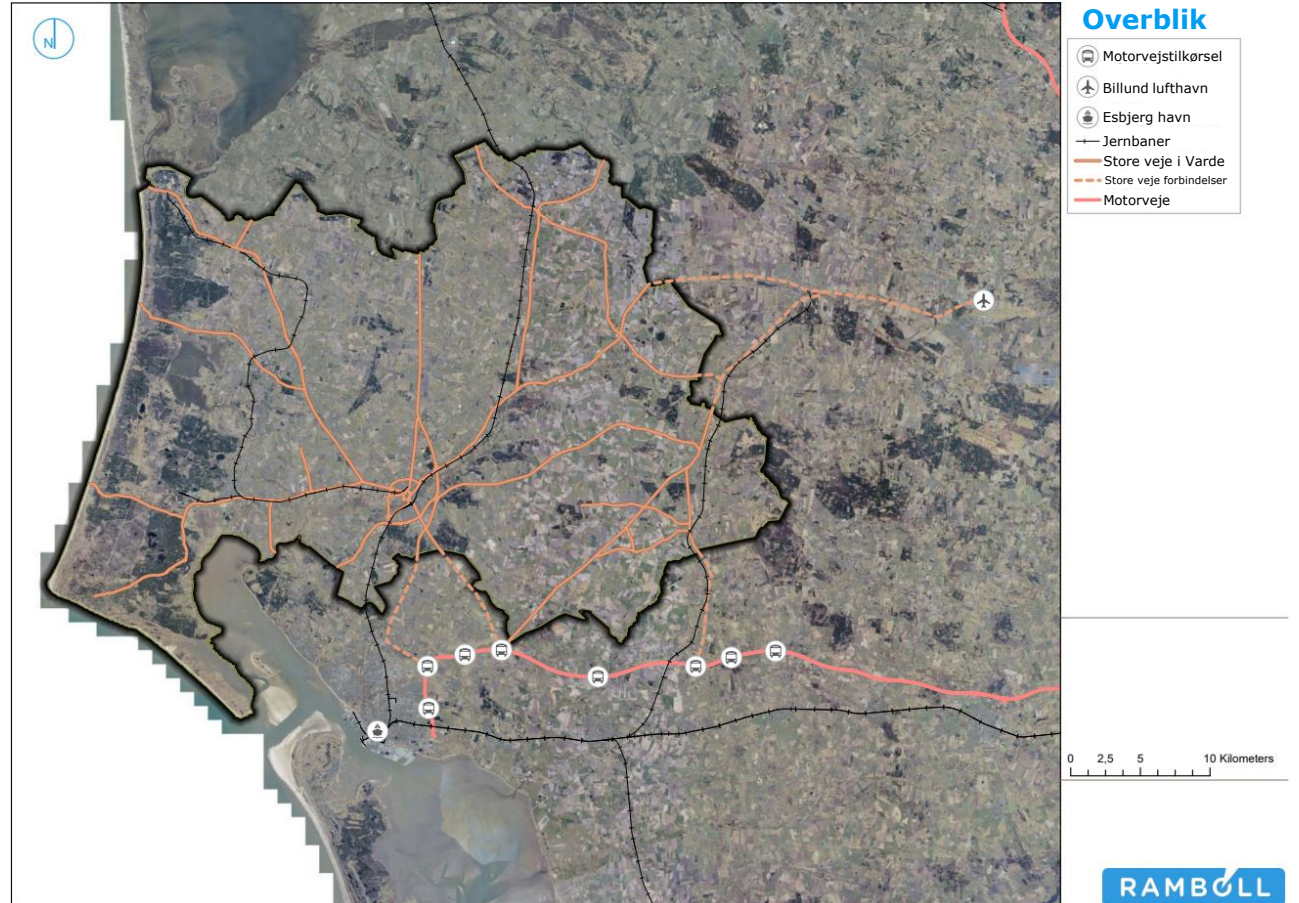 N
Overblik
Motorvejstilkørsel
Billund lufthavn
Esbjerg havn
Jernbaner
Store veje i Varde
Store veje forbindelser
Motorveje
0 2,5 5 10 Kilometers
RAMBOLL